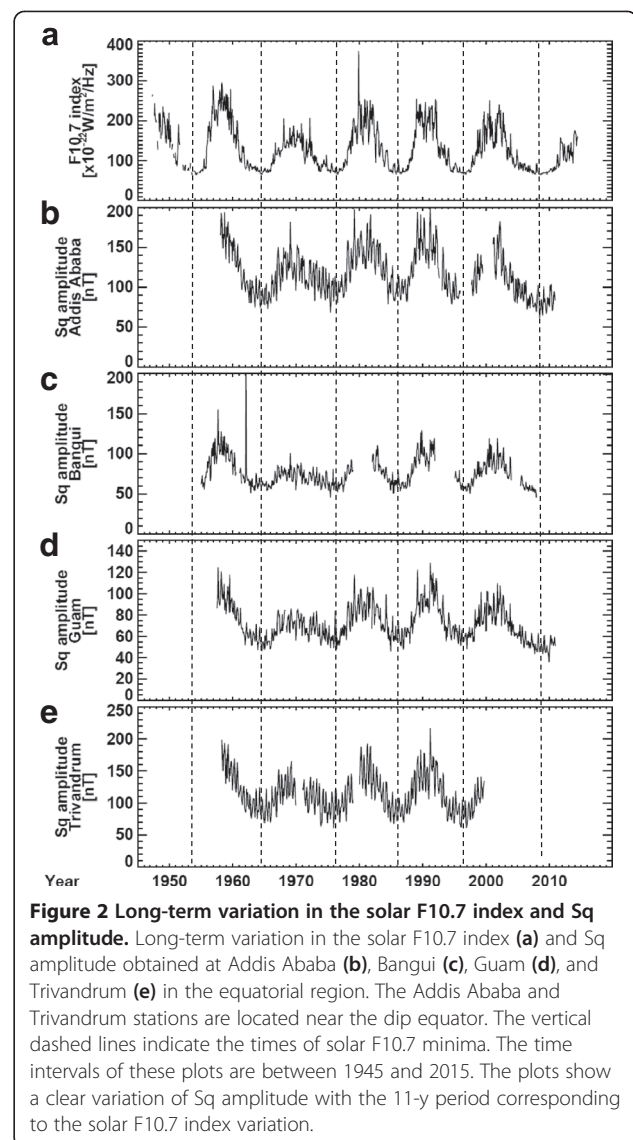 a
F10.7 index
[x10⁻²²W/m²/Hz]
400
300
200
100
0
b
Sq amplitude
Addis Ababa
[nT]
200
150
100
50
0
c
Sq amplitude
Bangui
[nT]
200
150
100
50
0
d
Sq amplitude
Guam
[nT]
140
120
100
80
60
40
20
0
e
Sq amplitude
Trivandrum
[nT]
250
200
150
100
50
0
Year 1950 1960 1970 1980 1990 2000 2010
Figure 2 Long-term variation in the solar F10.7 index and Sq
amplitude. Long-term variation in the solar F10.7 index (a) and Sq
amplitude obtained at Addis Ababa (b), Bangui (c), Guam (d), and
Trivandrum (e) in the equatorial region. The Addis Ababa and
Trivandrum stations are located near the dip equator. The vertical
dashed lines indicate the times of solar F10.7 minima. The time
intervals of these plots are between 1945 and 2015. The plots show
a clear variation of Sq amplitude with the 11-y period corresponding
to the solar F10.7 index variation.